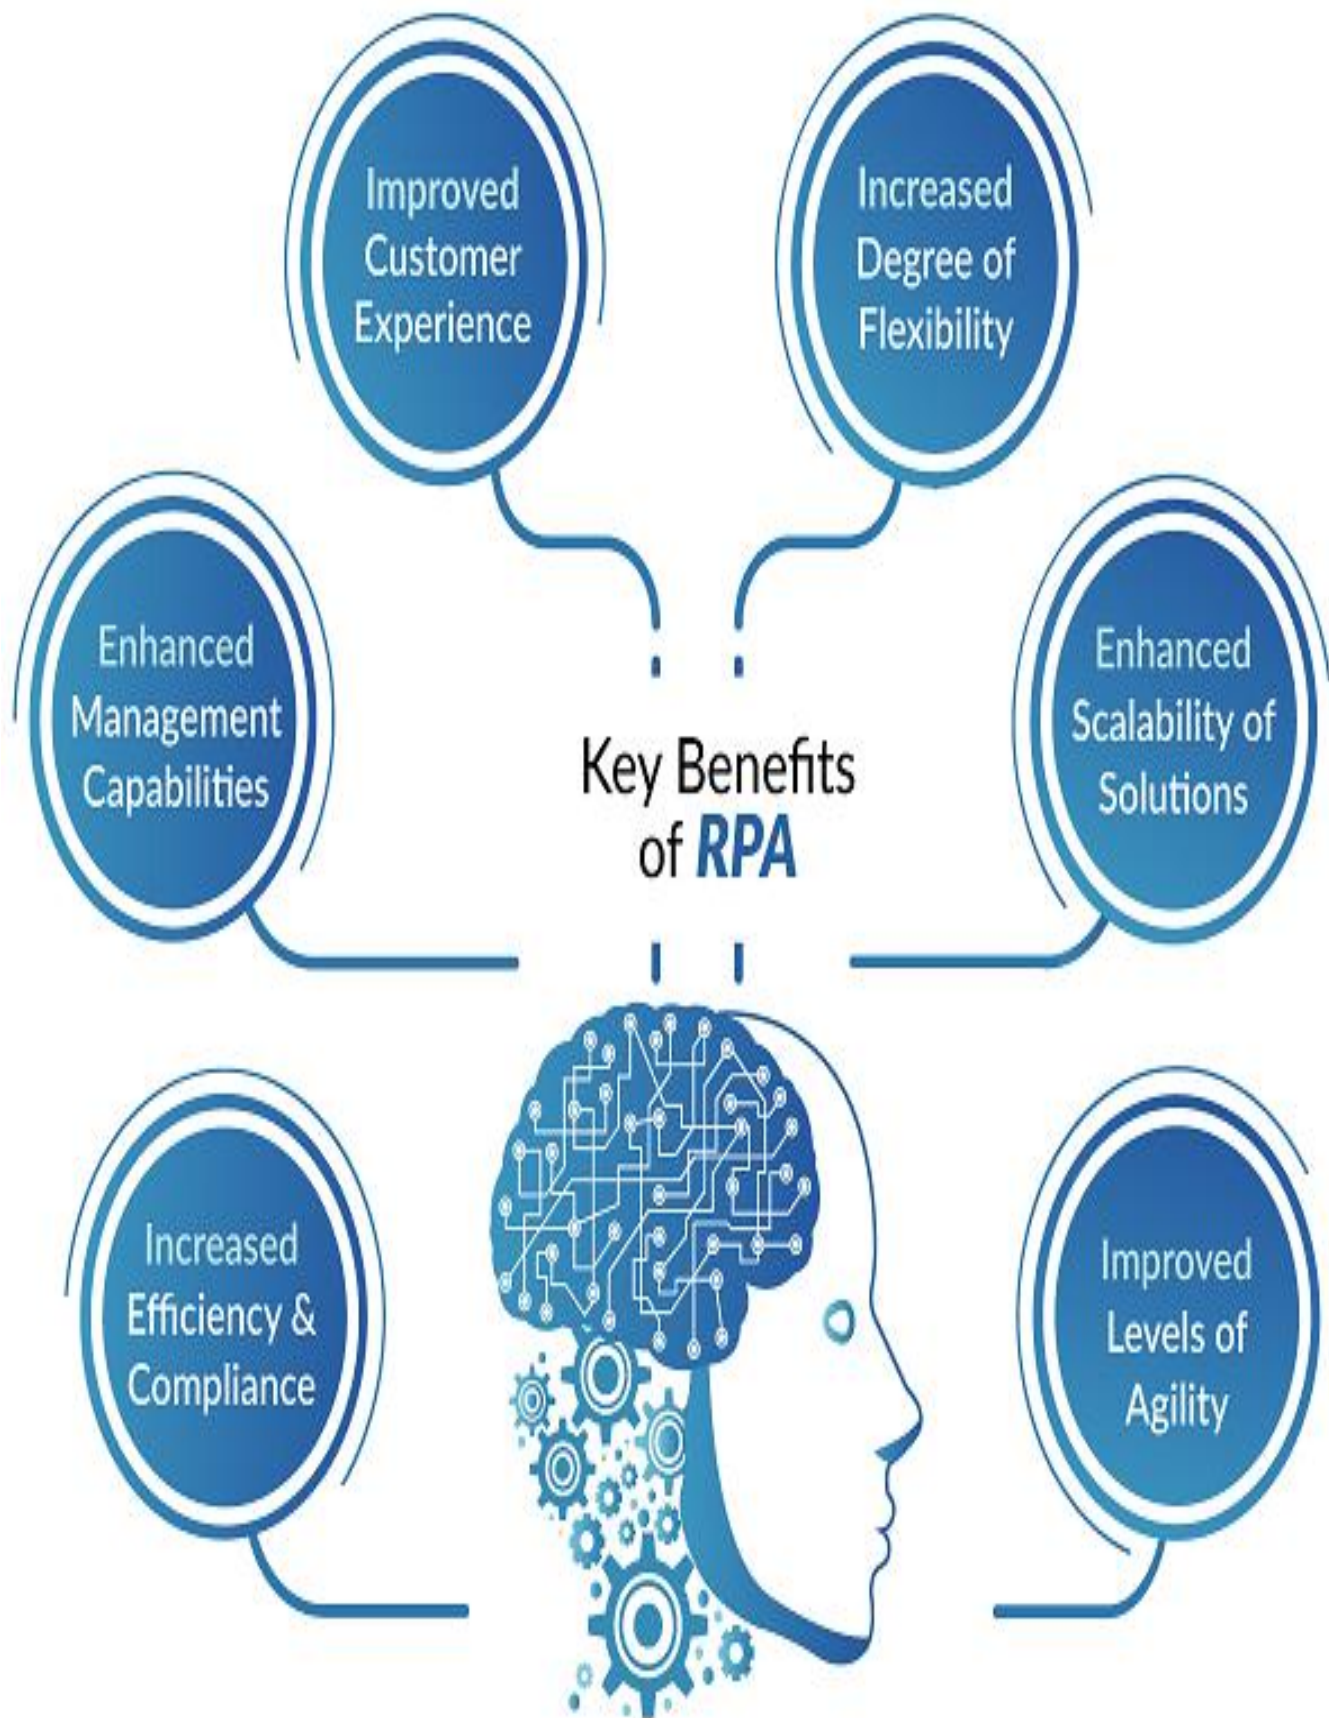 Improved
Customer
Experience
Increased
Degree of
Flexibility
Enhanced
Management
Capabilities
Key Benefits
of RPA
Enhanced
Scalability of
Solutions
Increased
Efficiency &
Compliance
Improved
Levels of
Agility